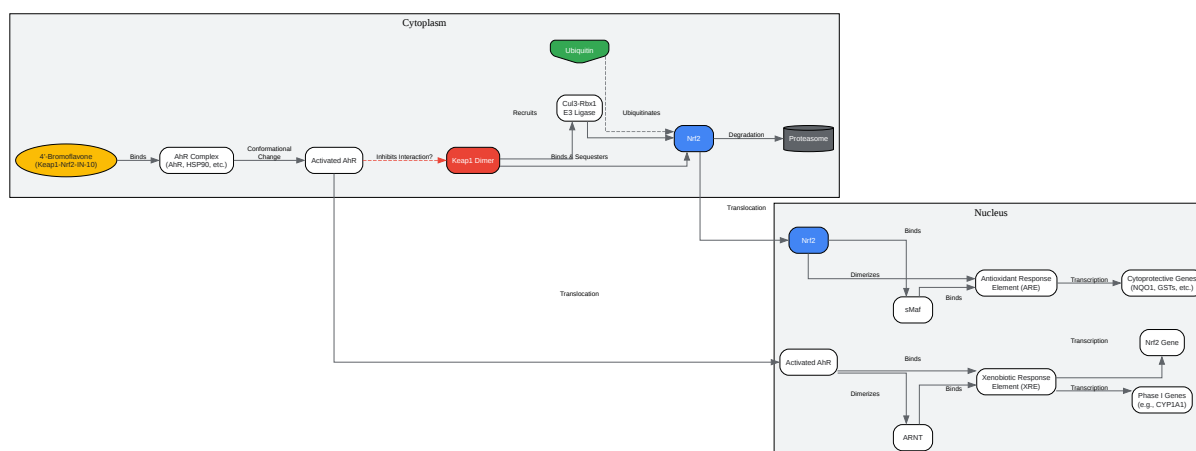 Cytoplasm
Ubiquitin
Cul3-Rbx1
E3 Ligase
Recruits
Ubiquitinates
Nrf2
Degradation
Proteasome
4'-Bromoflavone
(Keap1-Nrf2-IN-10)
Binds
AhR Complex
(AhR, HSP90, etc.)
Conformational
Change
Activated AhR
Inhibits Interaction?
Keap1 Dimer
Binds & Sequesters
Translocation
Nucleus
Nrf2
Binds
Dimerizes
Antioxidant Response
Element (ARE)
Transcription
Cytoprotective Genes
(NQO1, GSTs, etc.)
Translocation
Binds
sMaf
Transcription
Nrf2 Gene
Activated AhR
Binds
Xenobiotic Response
Element (XRE)
Dimerizes
Binds
Transcription
Phase I Genes
(e.g., CYP1A1)
ARNT